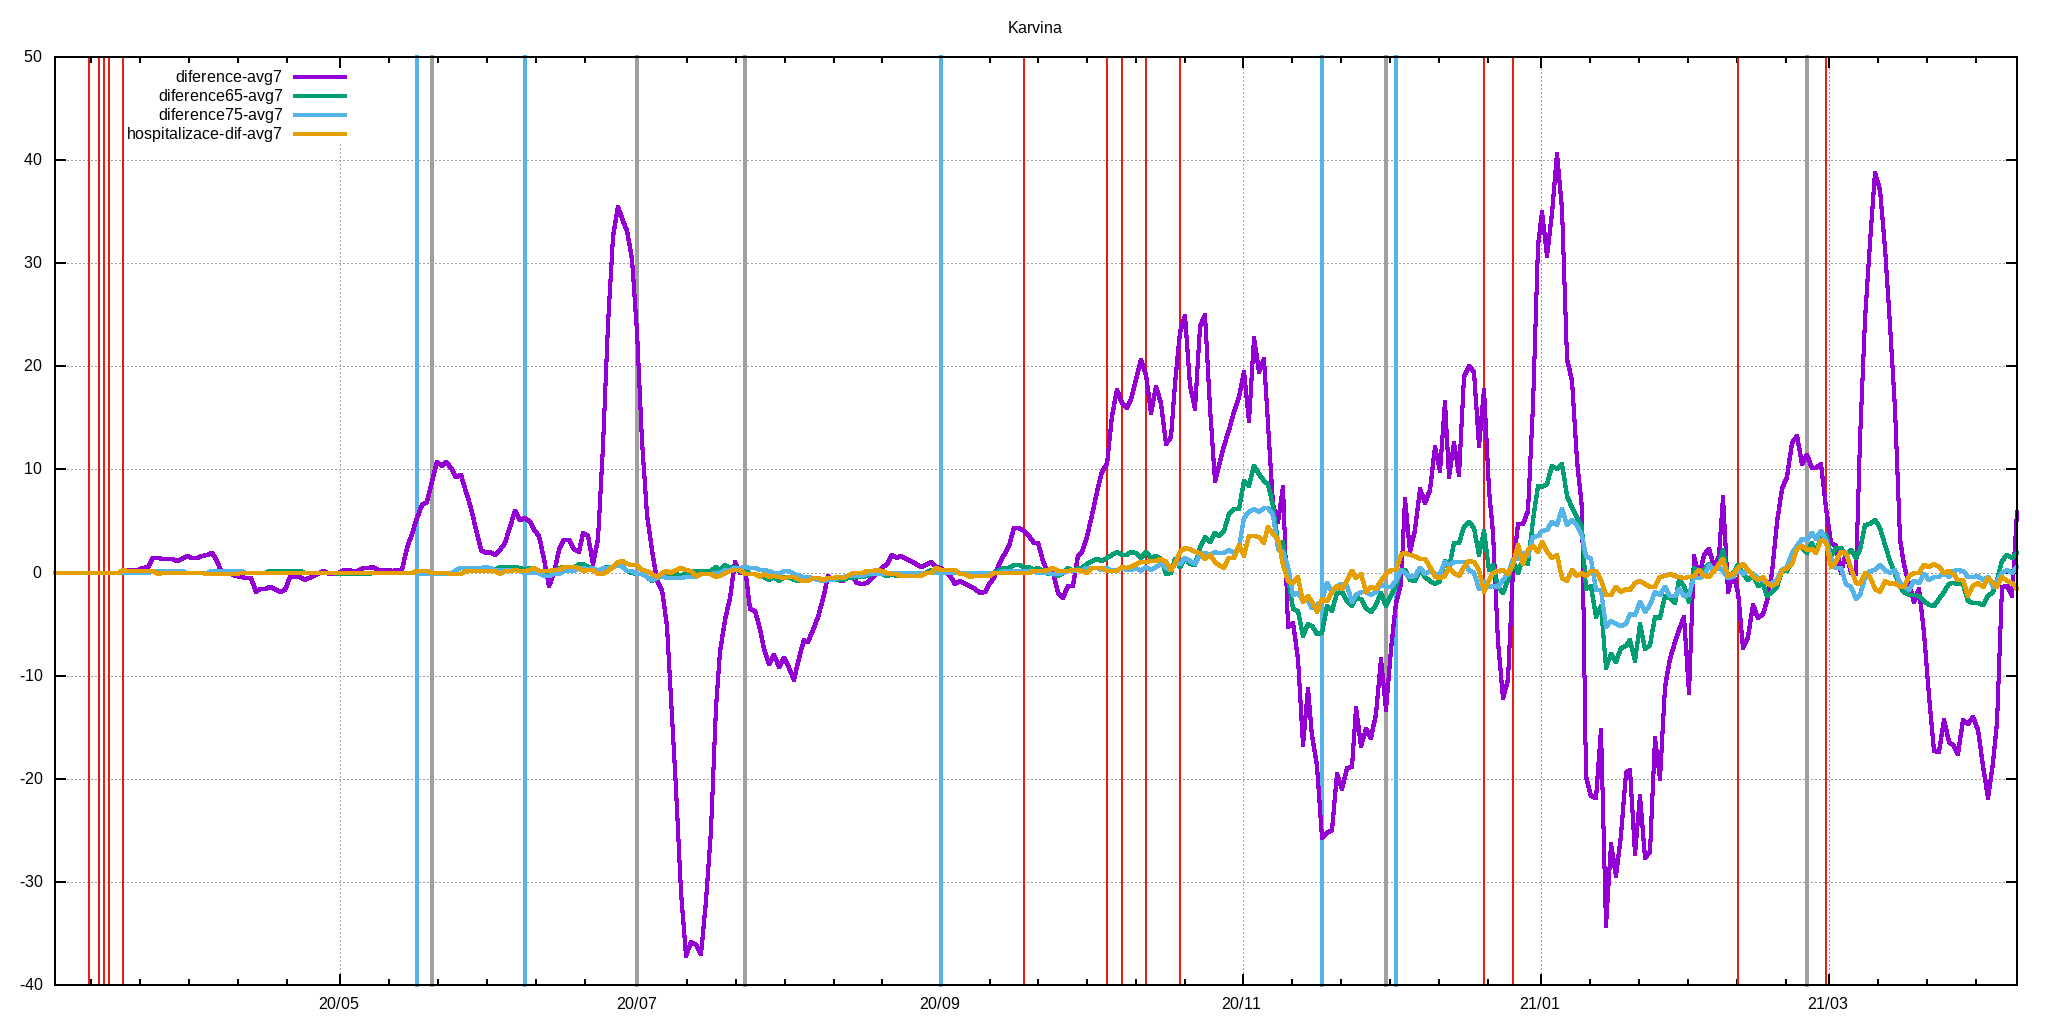 Karvina
50
diference-avg7
diference65-avg7
diference75-avg7
hospitalizace-dif-avg7
40
30
20
10
0
-10
-20
-30
-40
20/05 20/07 20/09 20/11 21/01 21/03